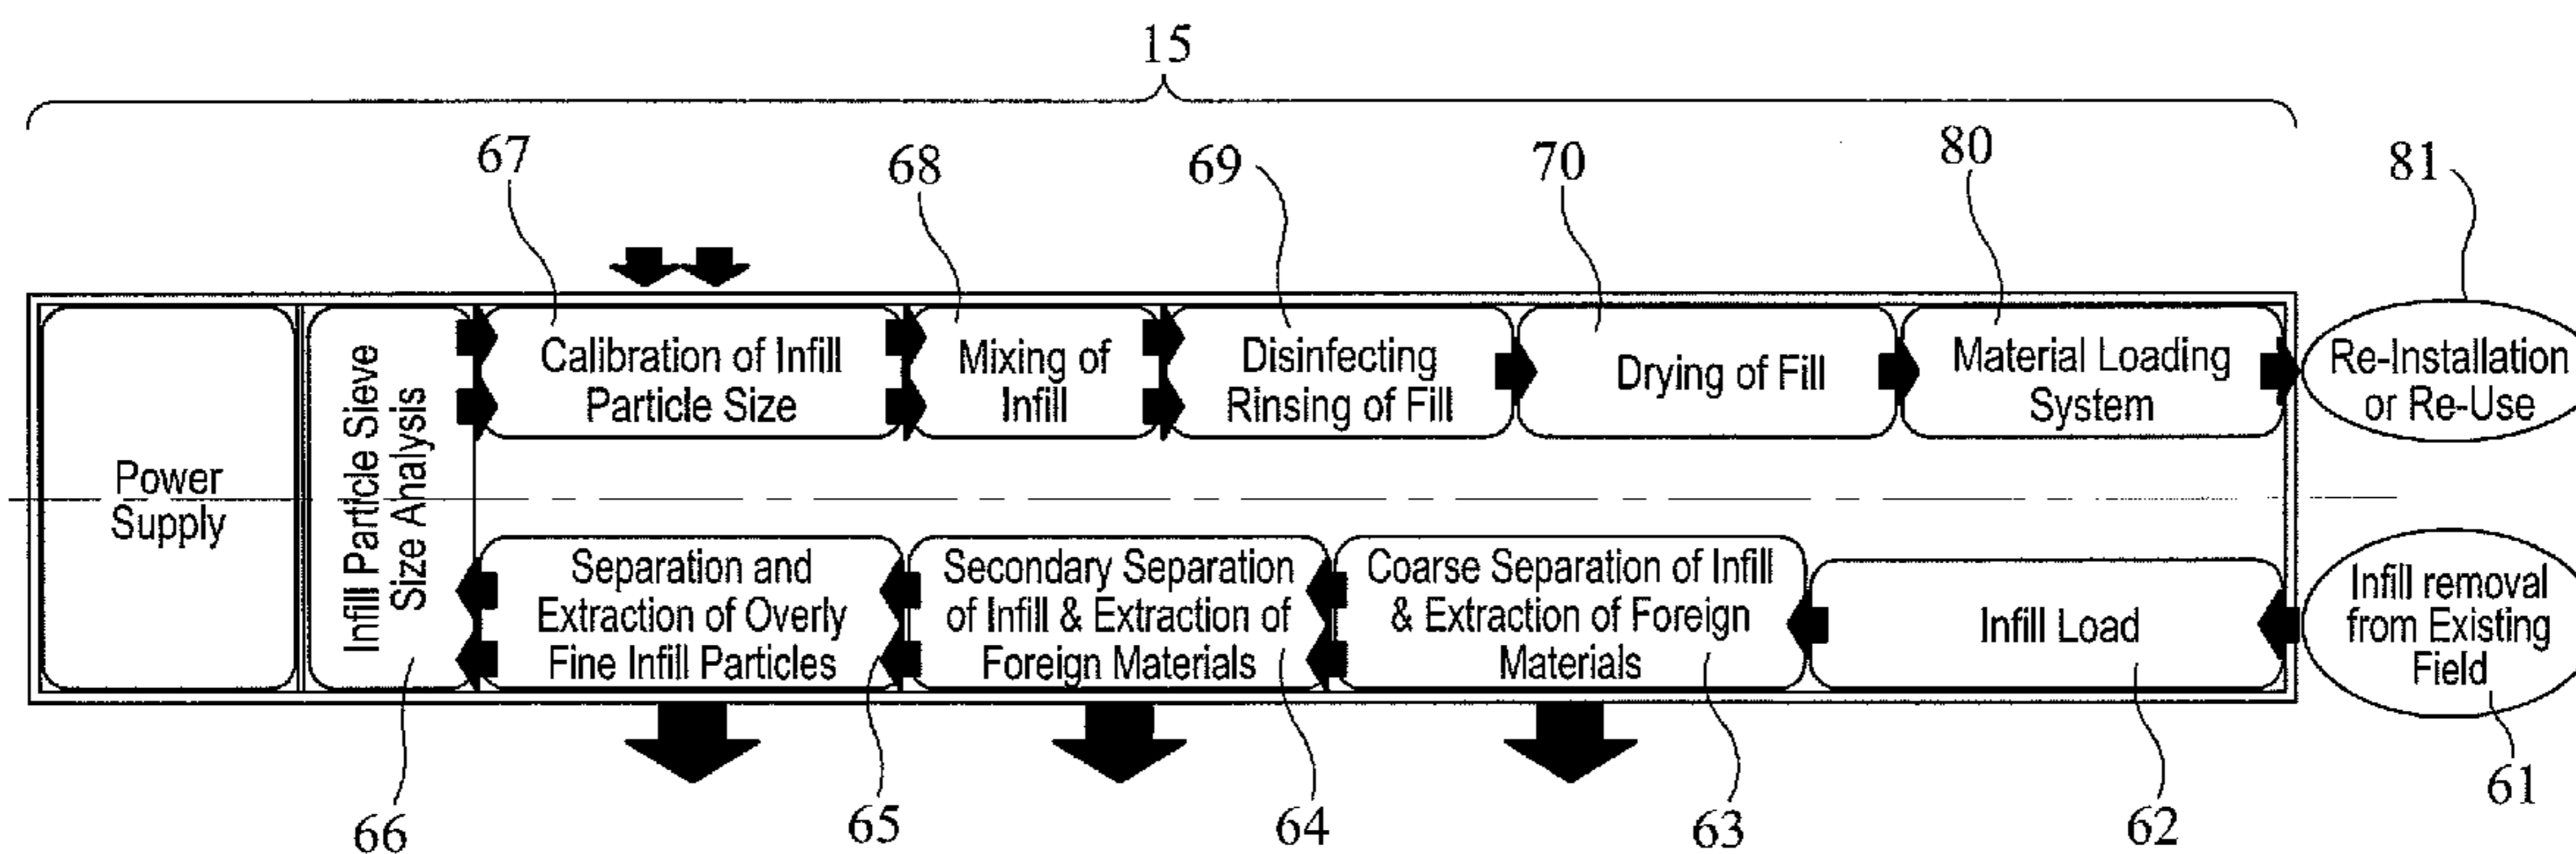 15
67
68
69
70
80
81
Calibration of Infill
Particle Size
Mixing of
Infill
Disinfecting
Rinsing of Fill
Drying of Fill
Material Loading
System
Re-Installation
or Re-Use
Power
Supply
Infill Particle Sieve
Size Analysis
Separation and
Extraction of Overly
Fine Infill Particles
Secondary Separation
of Infill & Extraction of
Foreign Materials
Coarse Separation of Infill
& Extraction of Foreign
Materials
Infill Load
Infill removal
from Existing
Field
66
65
64
63
62
61